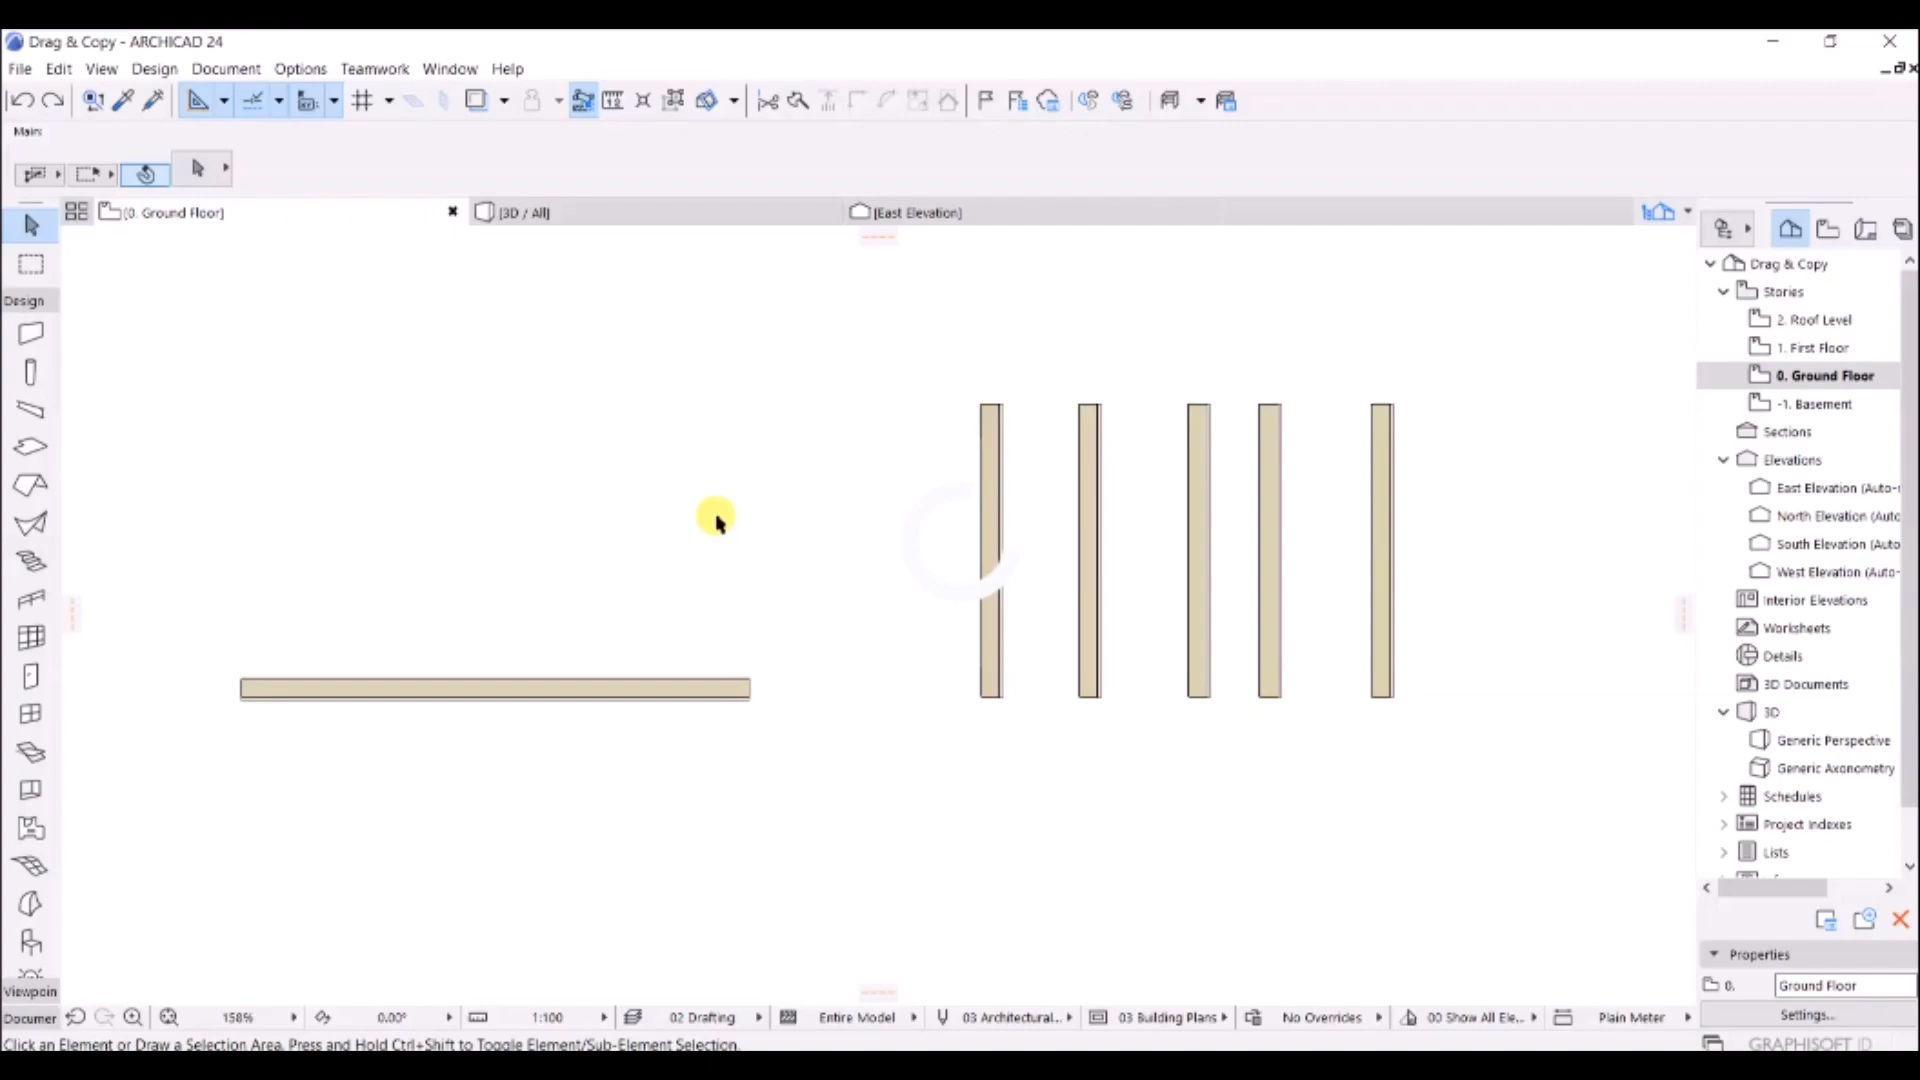 Drag & Copy - ARCHICAD 24
File Edit View Design Document Options Teamwork Window Help
Main:
[0. Ground Floor]
[3D / All]
[East Elevation]
Design
Viewpoin
Documer
Drag & Copy
Stories
2. Roof Level
1. First Floor
0. Ground Floor
-1. Basement
Sections
Elevations
East Elevation (Auto-r
North Elevation (Auto
South Elevation (Auto
West Elevation (Auto-
Interior Elevations
Worksheets
Details
3D Documents
3D
Generic Perspective
Generic Axonometry
Schedules
Project Indexes
Lists
Properties
0. Ground Floor
Settings...
158% 0.00° 1:100 02 Drafting Entire Model 03 Architectural... 03 Building Plans No Overrides 00 Show All Ele... Plain Meter
Click an Element or Draw a Selection Area. Press and Hold Ctrl+Shift to Toggle Element/Sub-Element Selection.
GRAPHISOFT ID